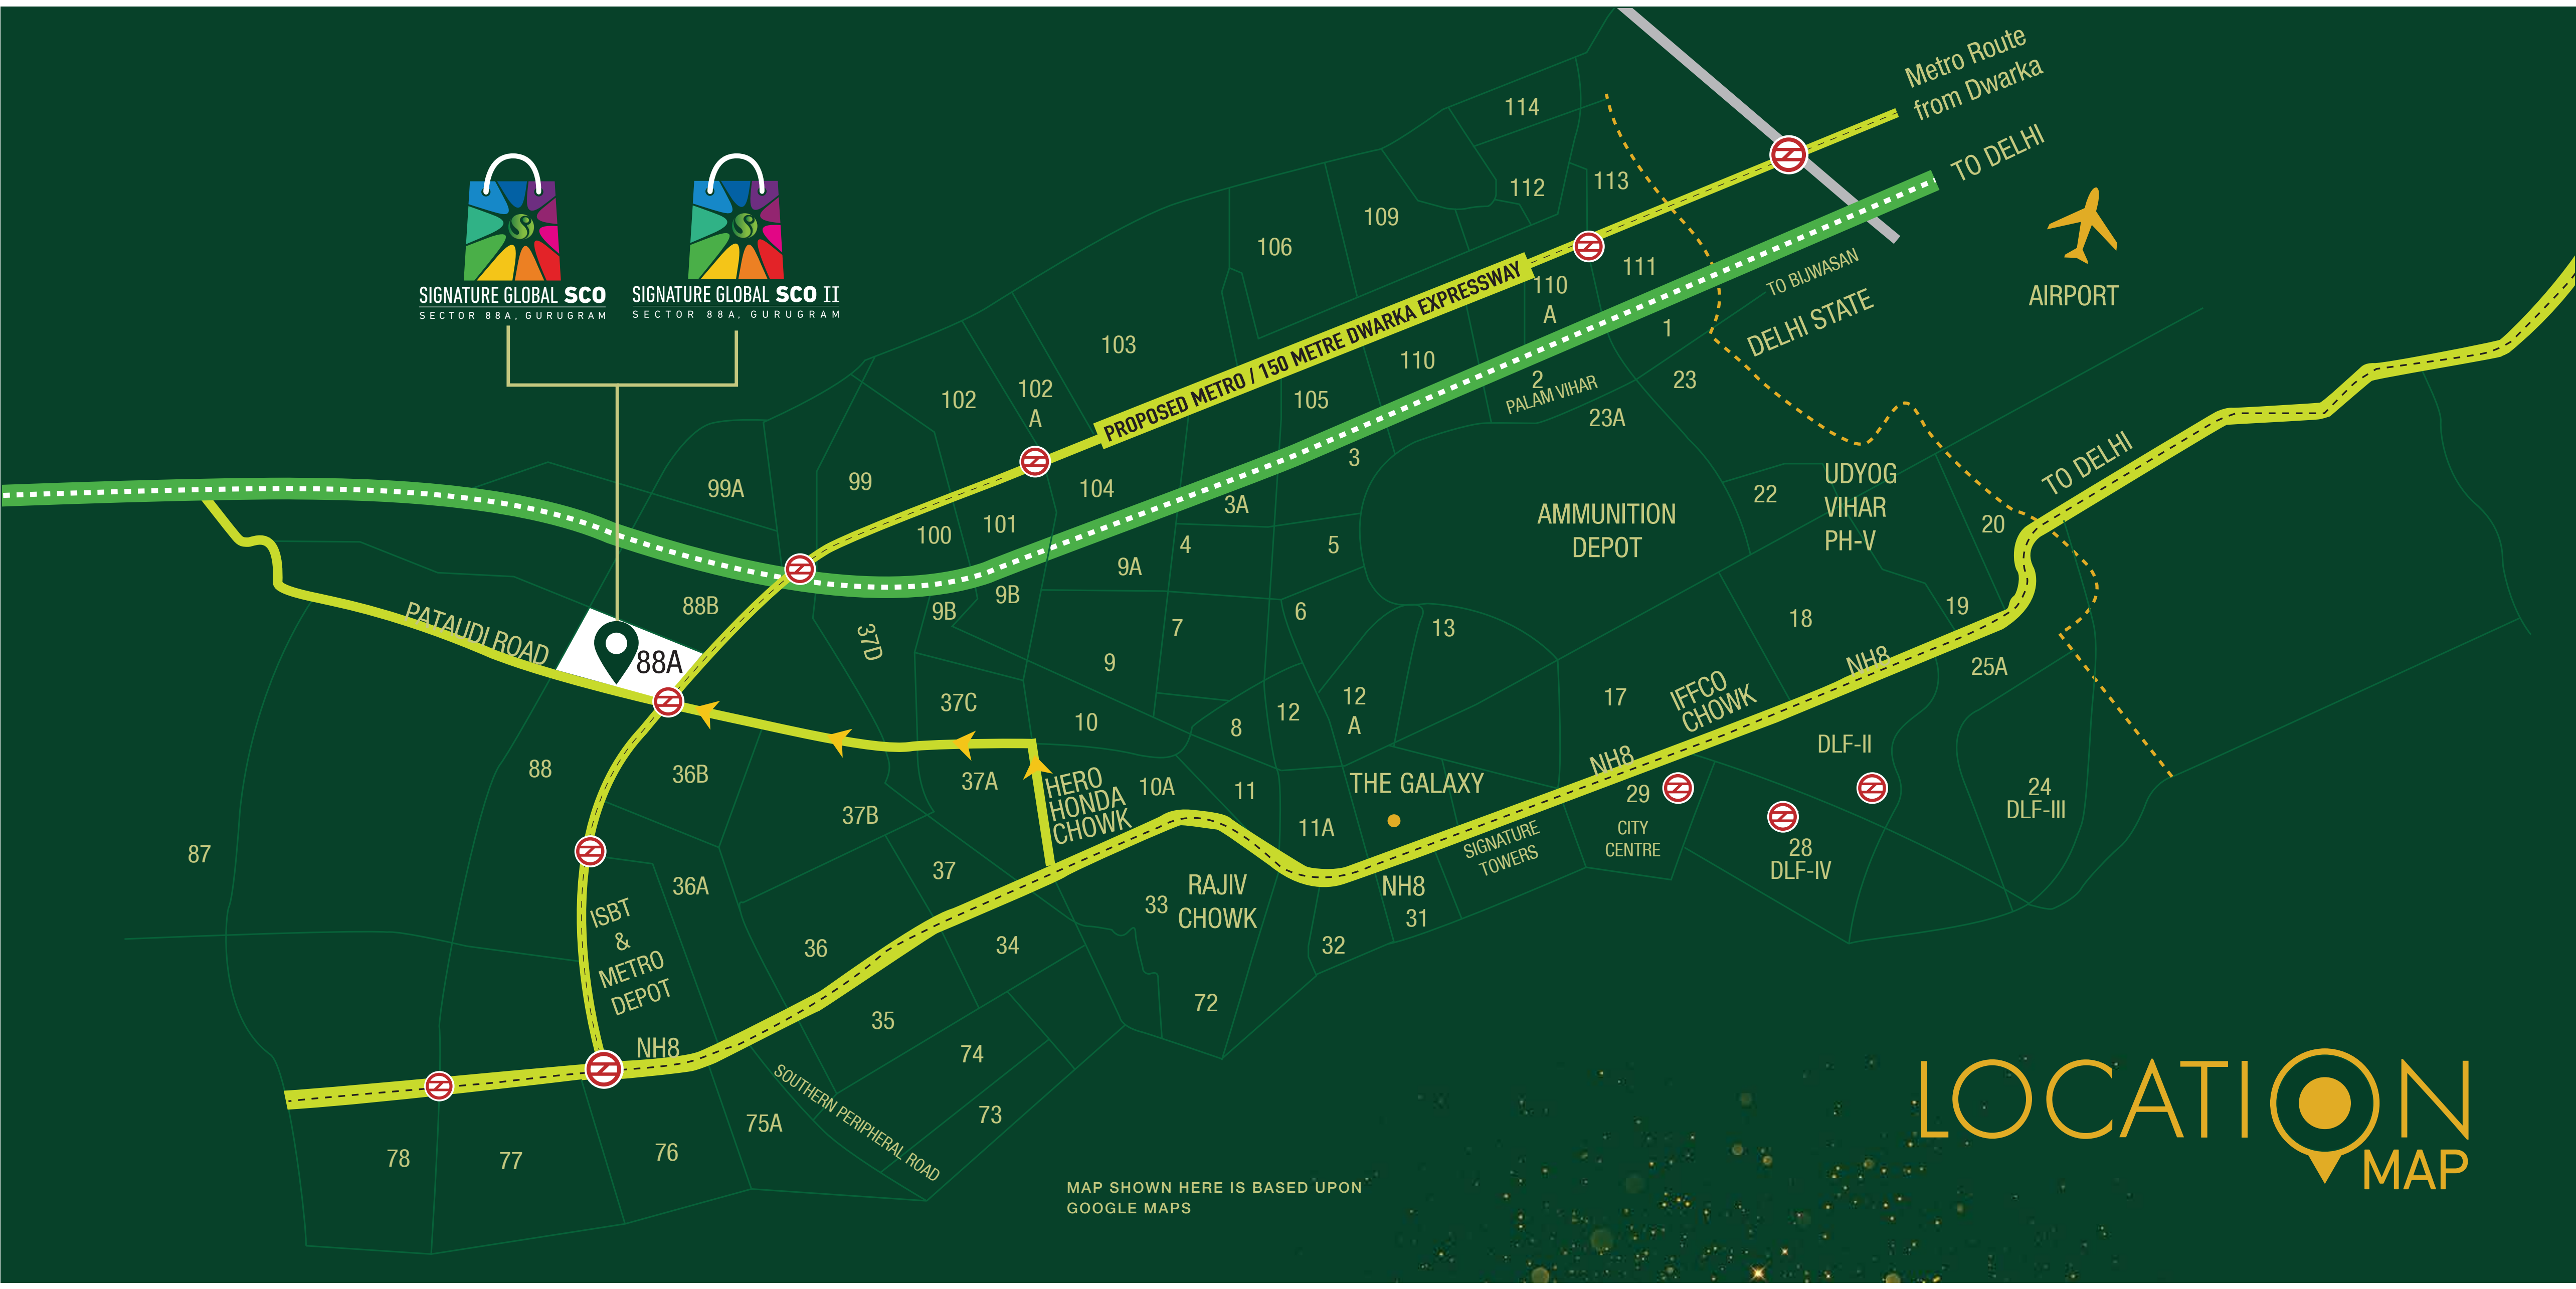 Metro Route
from Dwarka
TO DELHI
114
113
112
109
106
SIGNATURE GLOBAL SCO
SECTOR 88A, GURUGRAM
SIGNATURE GLOBAL SCO II
SECTOR 88A, GURUGRAM
111
110
A
TO BIJWASAN
DELHI STATE
AIRPORT
PROPOSED METRO / 150 METRE DWARKA EXPRESSWAY
1
103
110
2
PALAM VIHAR
23
102
102
A
105
23A
3
99A
99
104
3A
22
UDYOG
VIHAR
PH-V
TO DELHI
AMMUNITION
DEPOT
20
100
101
4
5
9A
88B
9B
9B
6
13
18
19
PATAUDI ROAD
88A
37D
7
9
NH8
25A
37C
10
8
12
12
A
17
IFFCO
CHOWK
88
36B
37A
HERO
HONDA
CHOWK
10A
11
THE GALAXY
NH8
DLF-II
29
CITY
CENTRE
24
DLF-III
87
37B
11A
SIGNATURE
TOWERS
28
DLF-IV
36A
37
33
RAJIV
CHOWK
NH8
31
ISBT
&
METRO
DEPOT
36
34
32
72
35
NH8
74
SOUTHERN PERIPHERAL ROAD
73
75A
78
77
76
MAP SHOWN HERE IS BASED UPON
GOOGLE MAPS
LOCATION
MAP